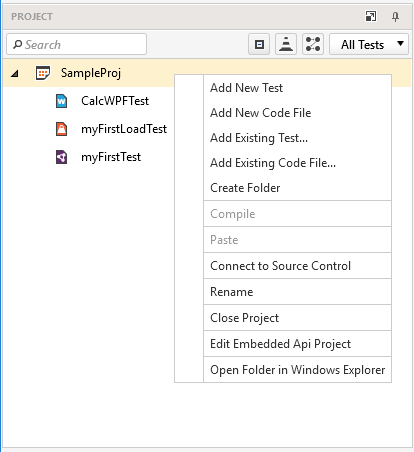 PROJECT
Search
All Tests
SampleProj
CalcWPFTest
myFirstLoadTest
myFirstTest
Add New Test
Add New Code File
Add Existing Test...
Add Existing Code File...
Create Folder
Compile
Paste
Connect to Source Control
Rename
Close Project
Edit Embedded Api Project
Open Folder in Windows Explorer